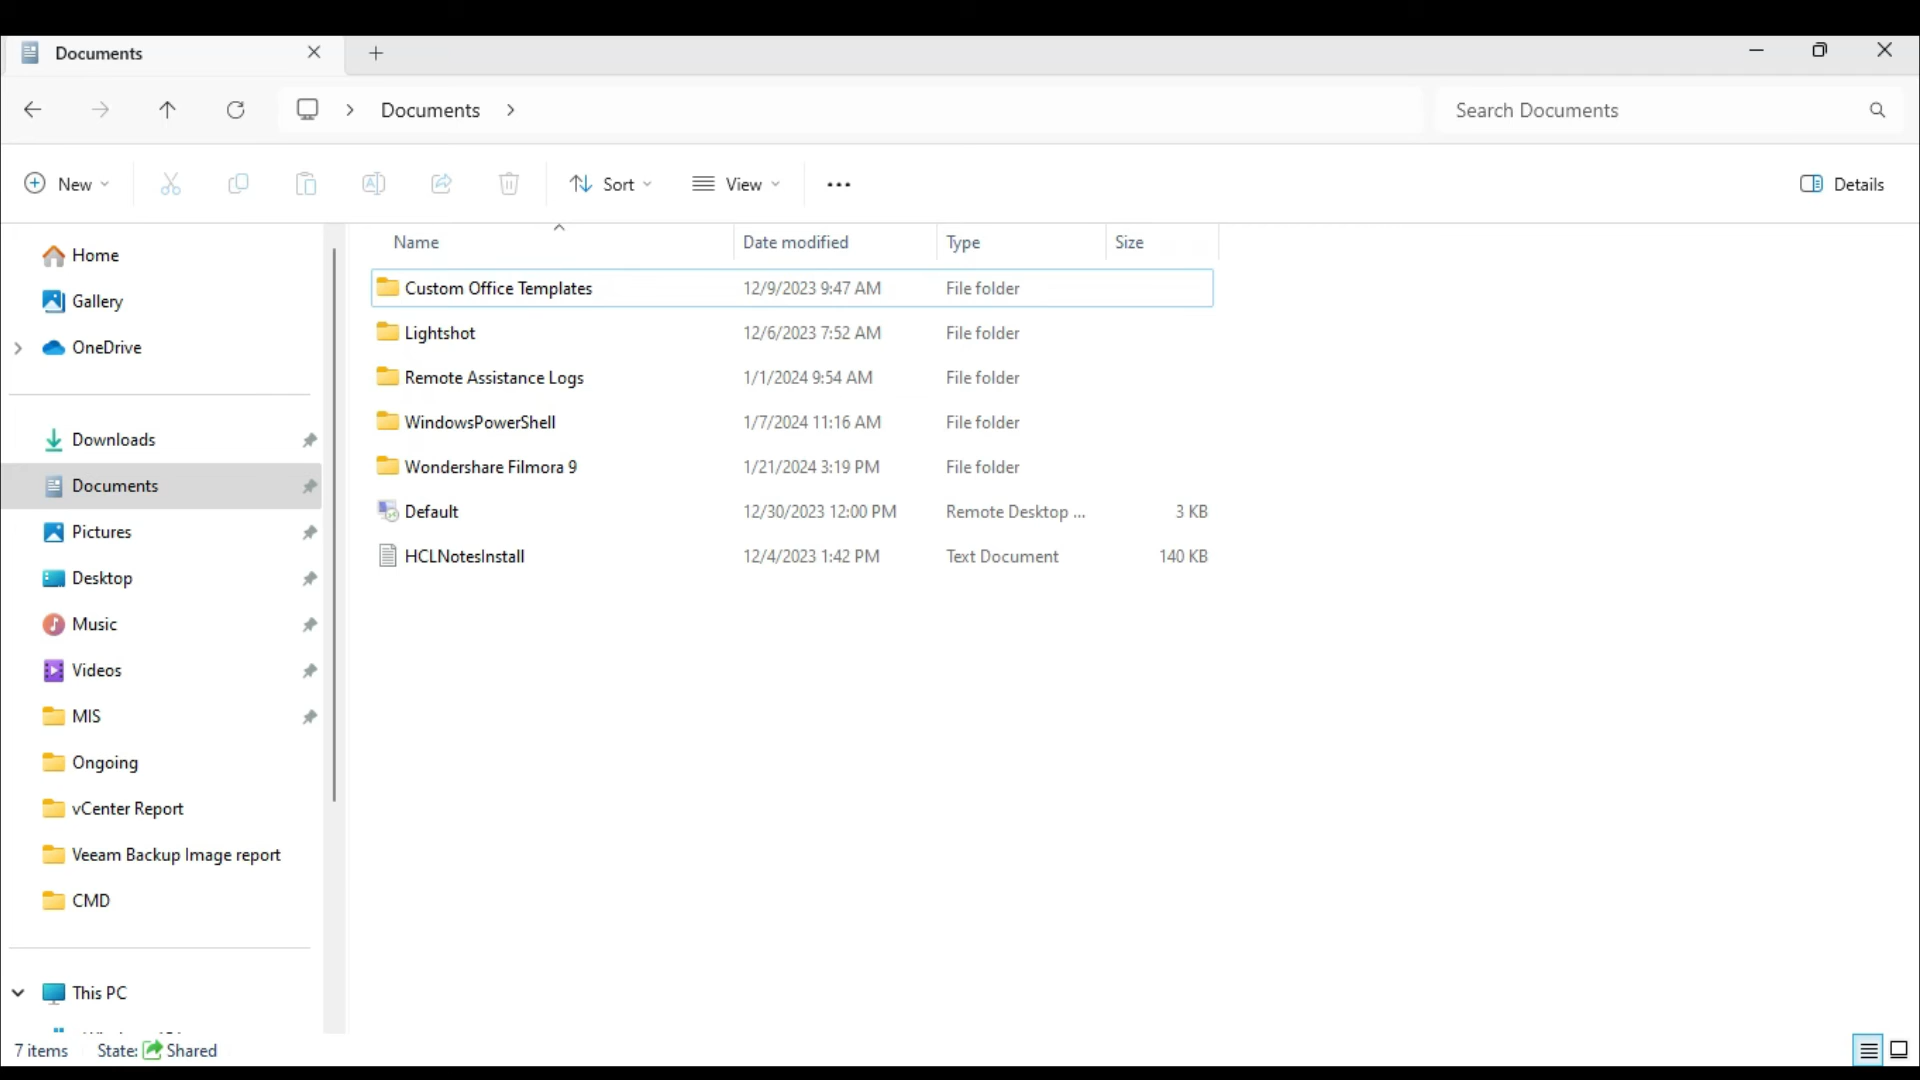 Documents
Documents
Search Documents
New
Sort
View
Details
Name
Date modified
Type
Size
Custom Office Templates 12/9/2023 9:47 AM File folder
Lightshot 12/6/2023 7:52 AM File folder
Remote Assistance Logs 1/1/2024 9:54 AM File folder
WindowsPowerShell 1/7/2024 11:16 AM File folder
Wondershare Filmora 9 1/21/2024 3:19 PM File folder
Default 12/30/2023 12:00 PM Remote Desktop ... 3 KB
HCLNotesInstall 12/4/2023 1:42 PM Text Document 140 KB
Home
Gallery
OneDrive
Downloads
Documents
Pictures
Desktop
Music
Videos
MIS
Ongoing
vCenter Report
Veeam Backup Image report
CMD
This PC
7 items State: Shared